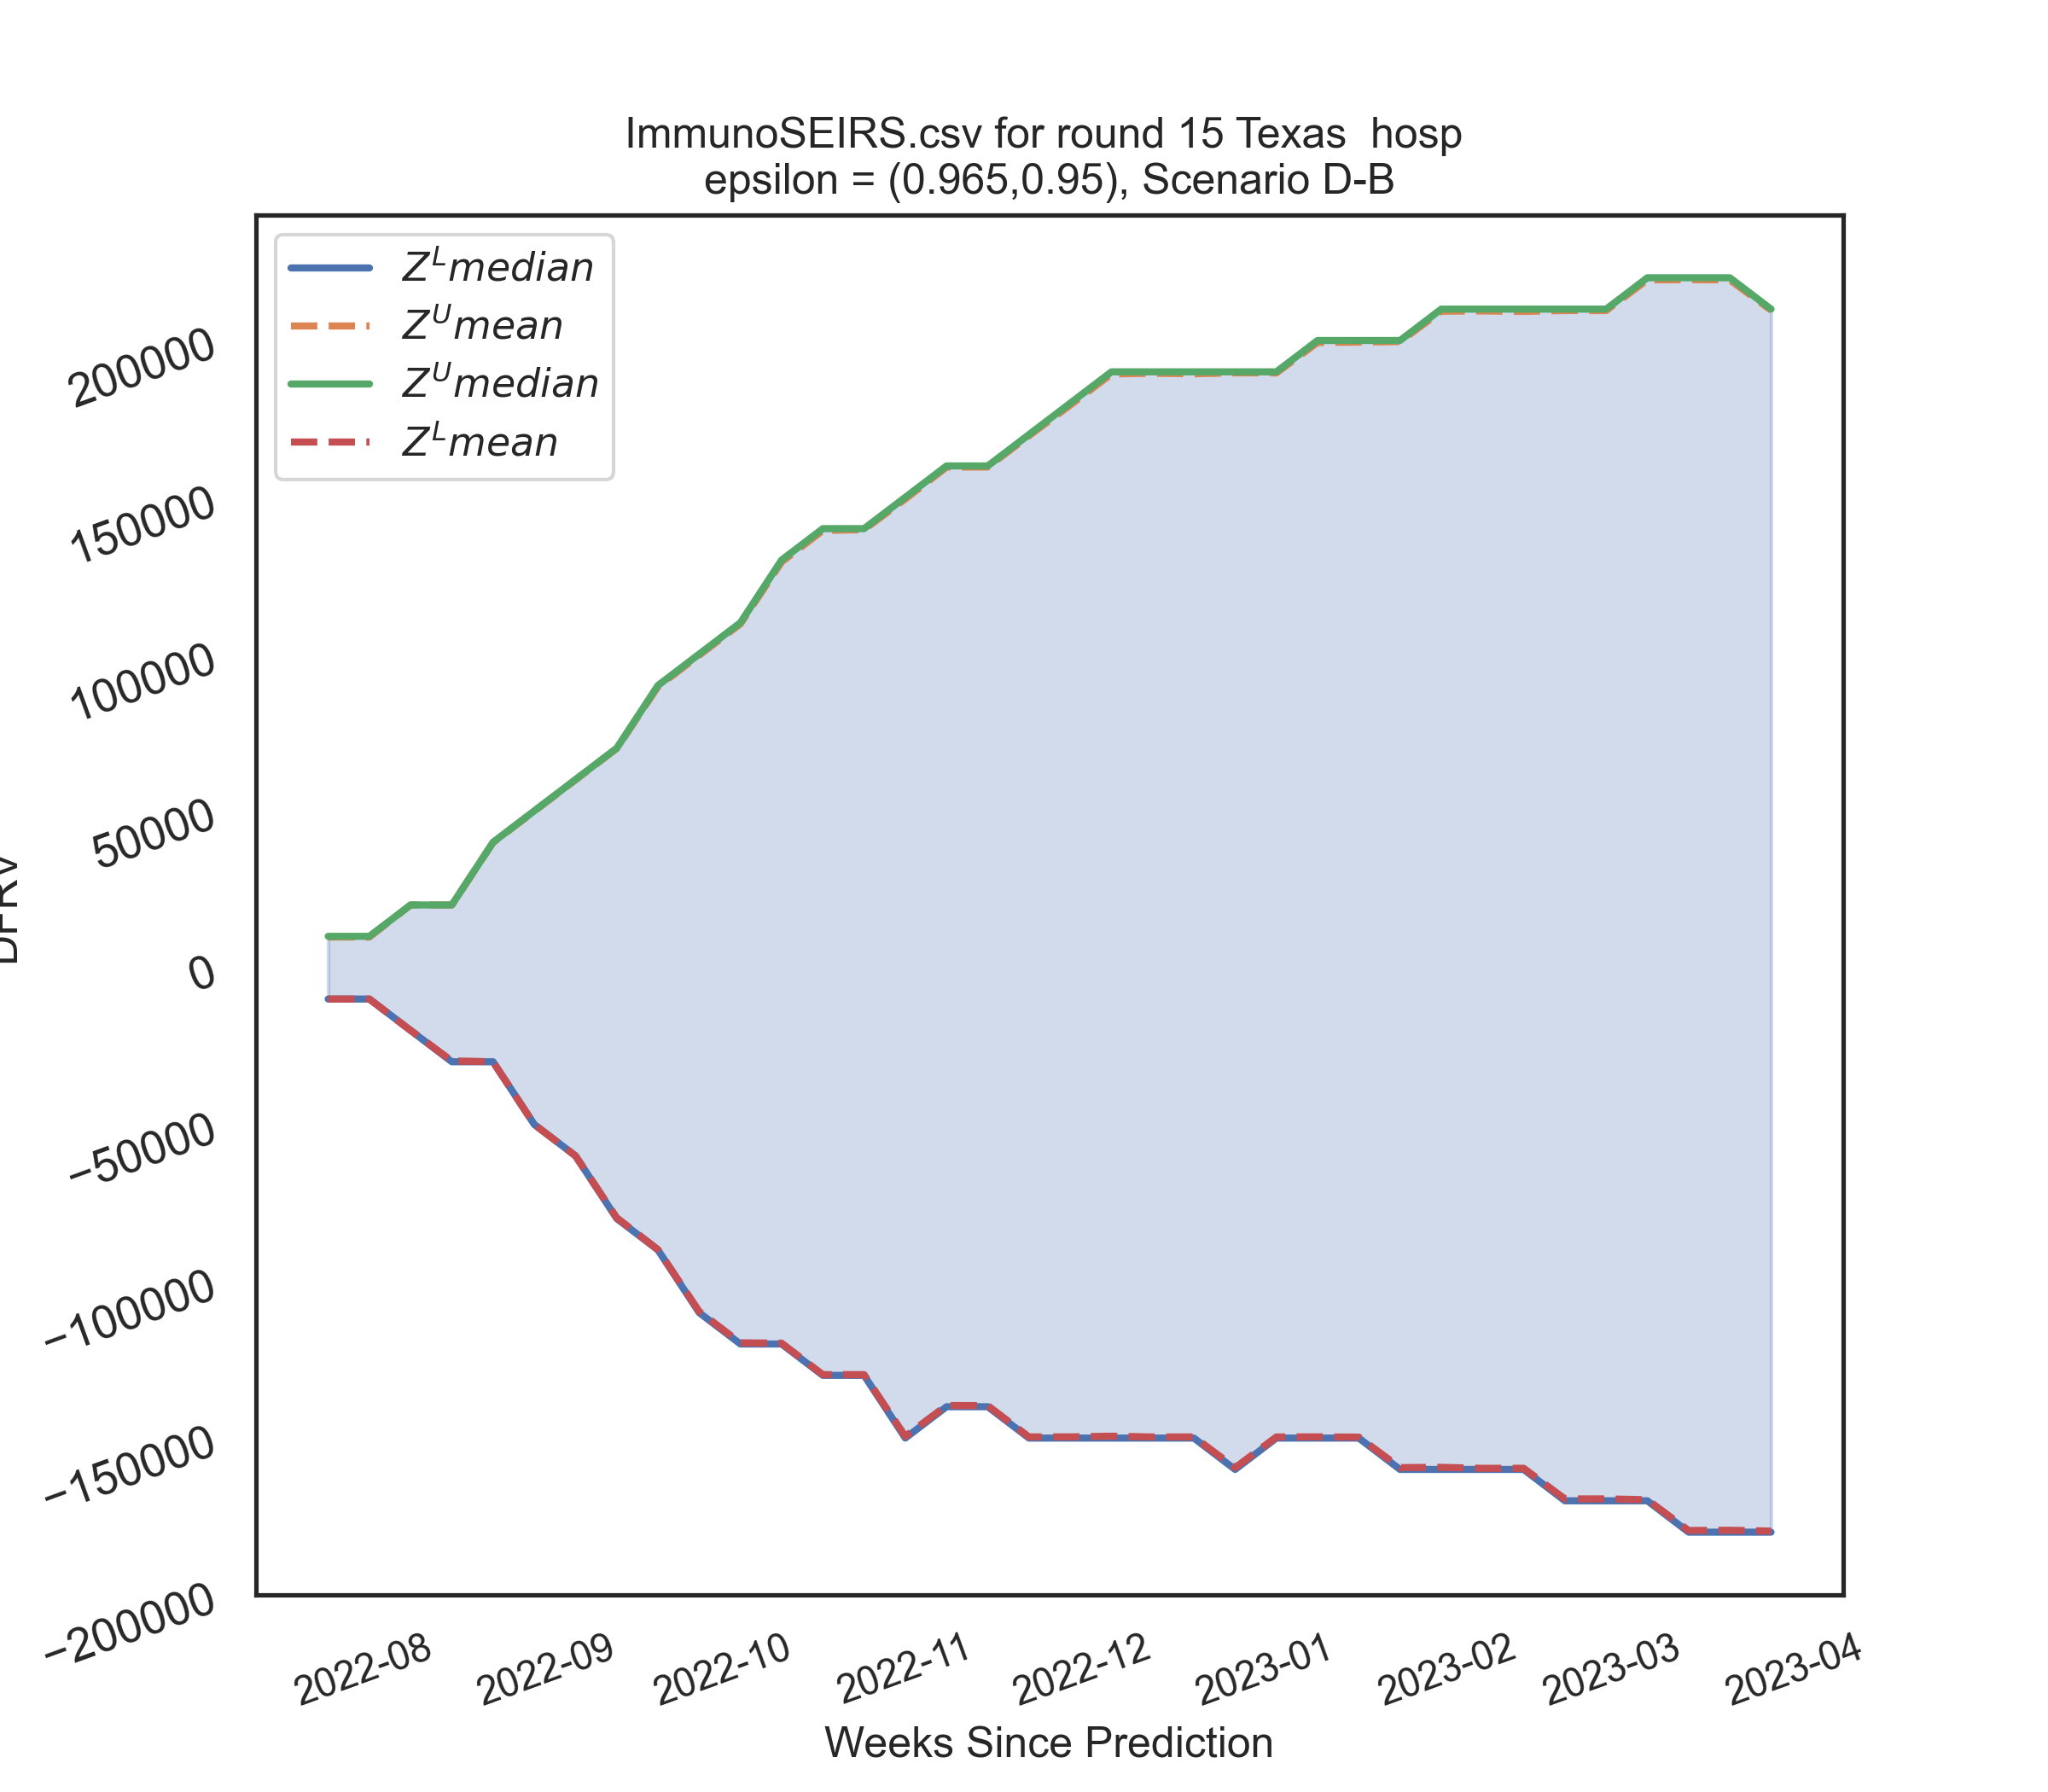 ImmunoSEIRS.csv for round 15 Texas  hosp
epsilon = (0.965,0.95), Scenario D-B
Z^L median
Z^U mean
Z^U median
Z^L mean
200000
150000
100000
50000
0
−50000
−100000
−150000
−200000
2022-08
2022-09
2022-10
2022-11
2022-12
2023-01
2023-02
2023-03
2023-04
Weeks Since Prediction